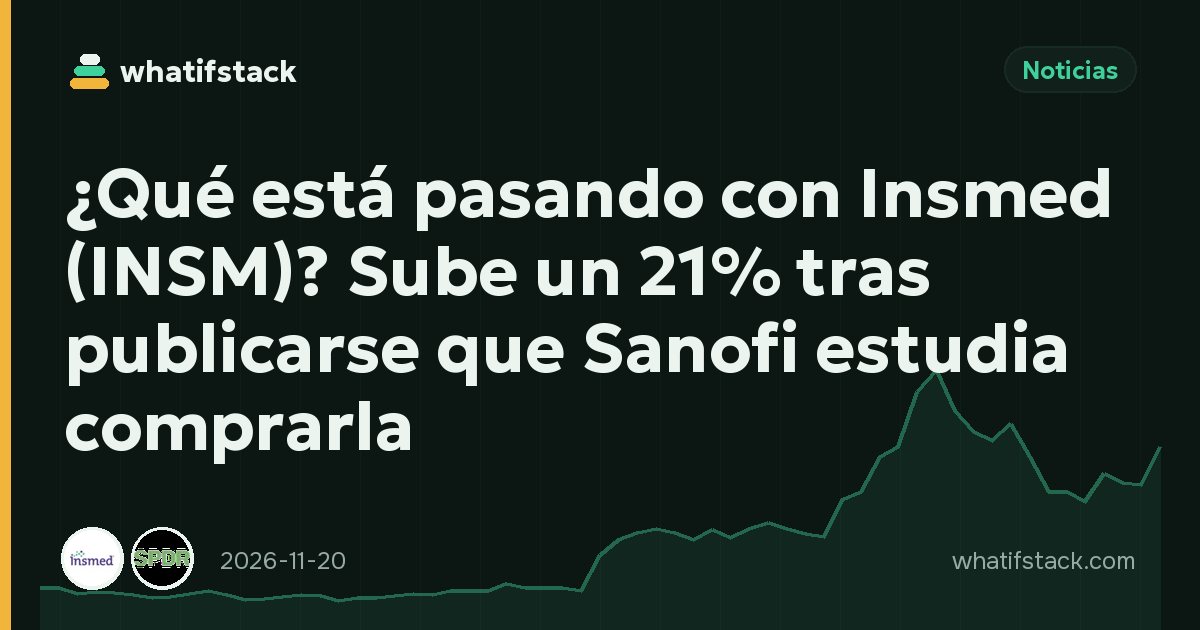 whatifstack
Noticias
¿Qué está pasando con Insmed
(INSM)? Sube un 21% tras
publicarse que Sanofi estudia
comprarla
insmed
SPDR
2026-11-20
whatifstack.com